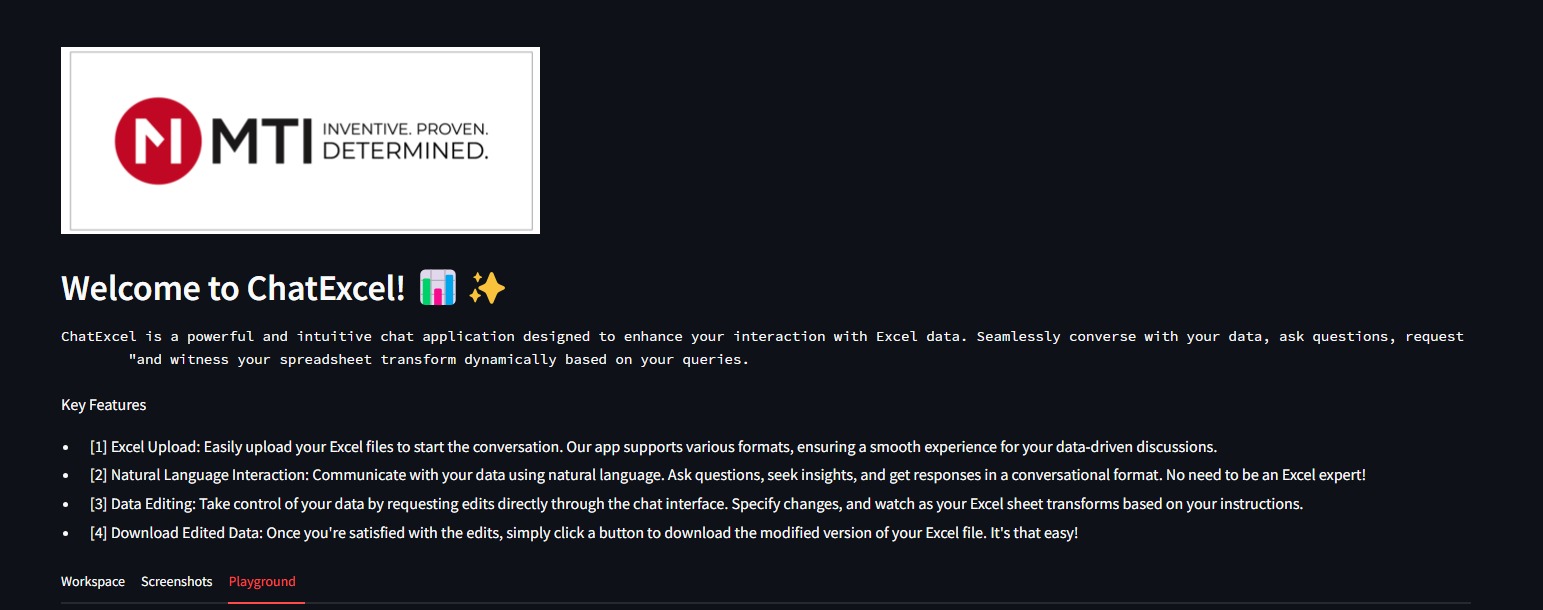 MTI INVENTIVE. PROVEN.
DETERMINED.
Welcome to ChatExcel! 📊 ✨
ChatExcel is a powerful and intuitive chat application designed to enhance your interaction with Excel data. Seamlessly converse with your data, ask questions, request
"and witness your spreadsheet transform dynamically based on your queries.
Key Features
• [1] Excel Upload: Easily upload your Excel files to start the conversation. Our app supports various formats, ensuring a smooth experience for your data-driven discussions.
• [2] Natural Language Interaction: Communicate with your data using natural language. Ask questions, seek insights, and get responses in a conversational format. No need to be an Excel expert!
• [3] Data Editing: Take control of your data by requesting edits directly through the chat interface. Specify changes, and watch as your Excel sheet transforms based on your instructions.
• [4] Download Edited Data: Once you're satisfied with the edits, simply click a button to download the modified version of your Excel file. It's that easy!
Workspace Screenshots Playground